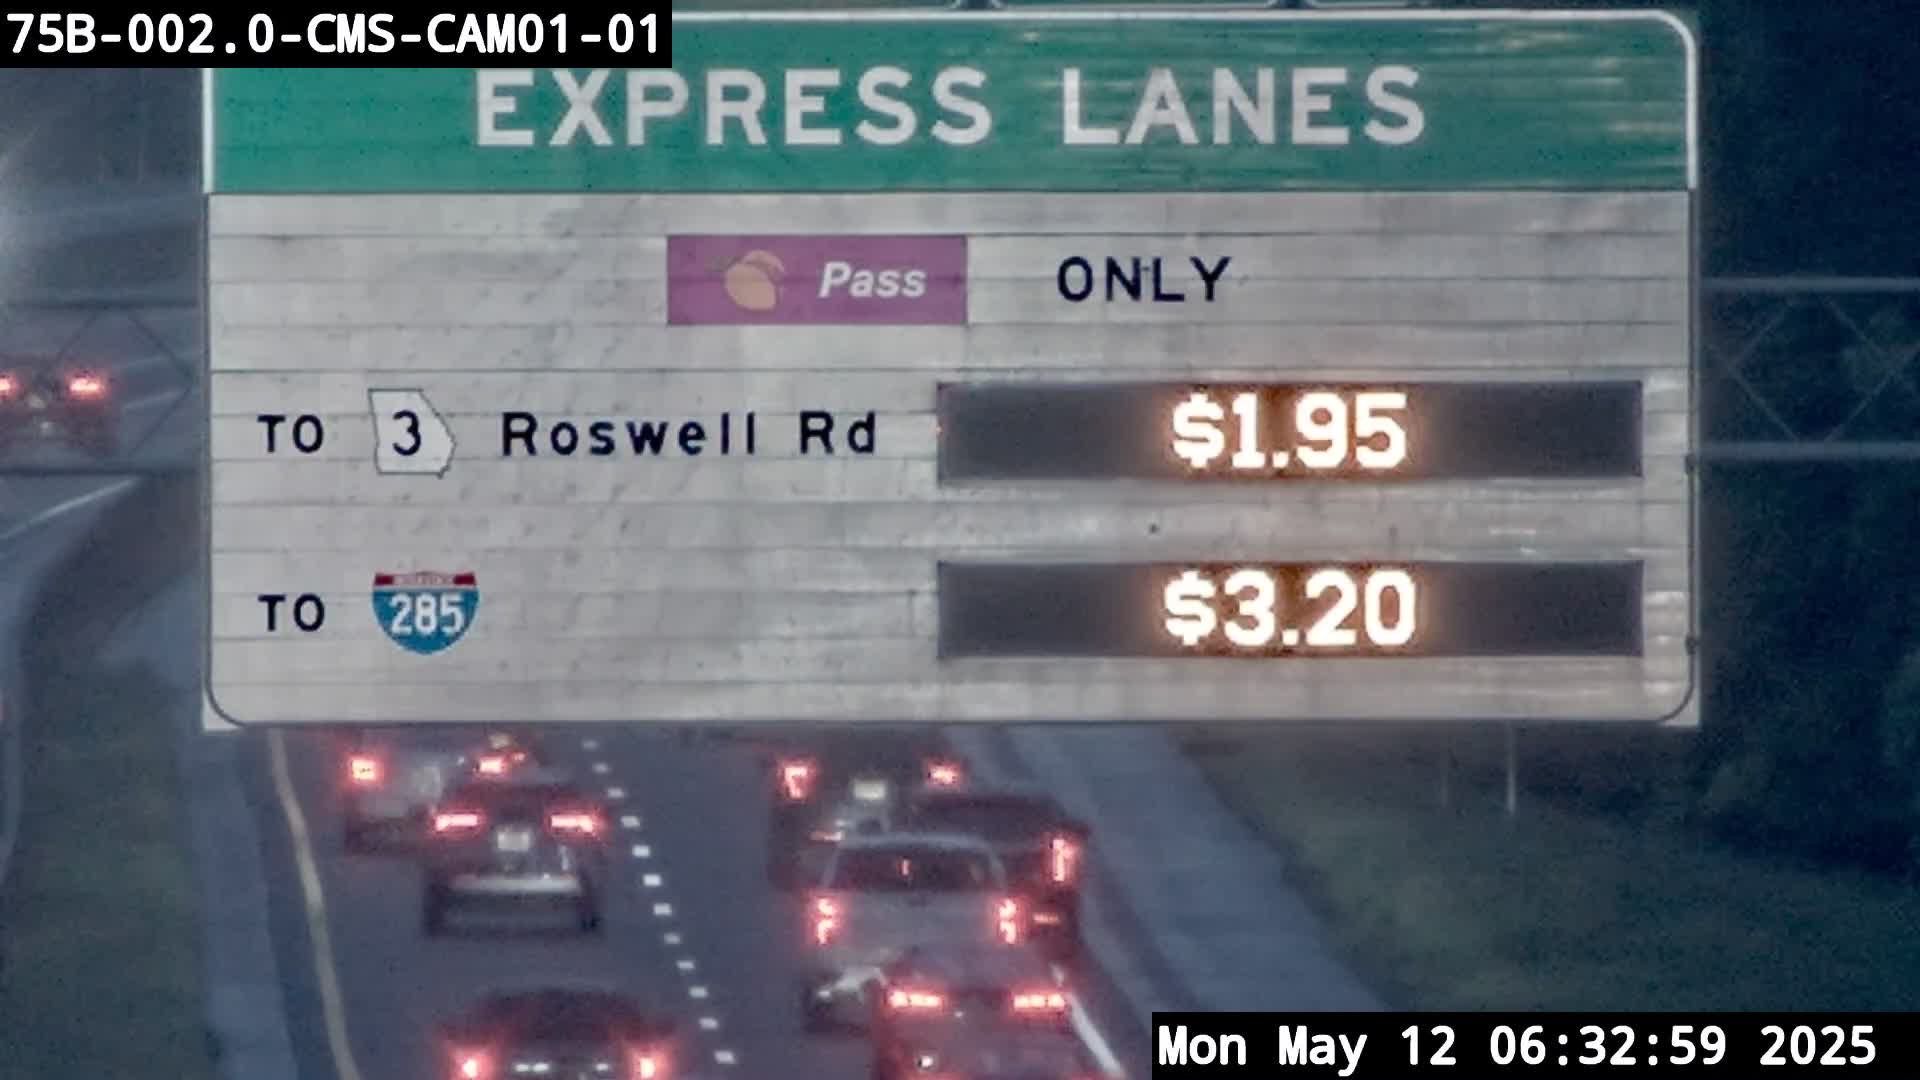 75B-002.0-CMS-CAM01-01
EXPRESS LANES
Pass ONLY
TO 3 Roswell Rd $1.95
TO 285 $3.20
Mon May 12 06:32:59 2025